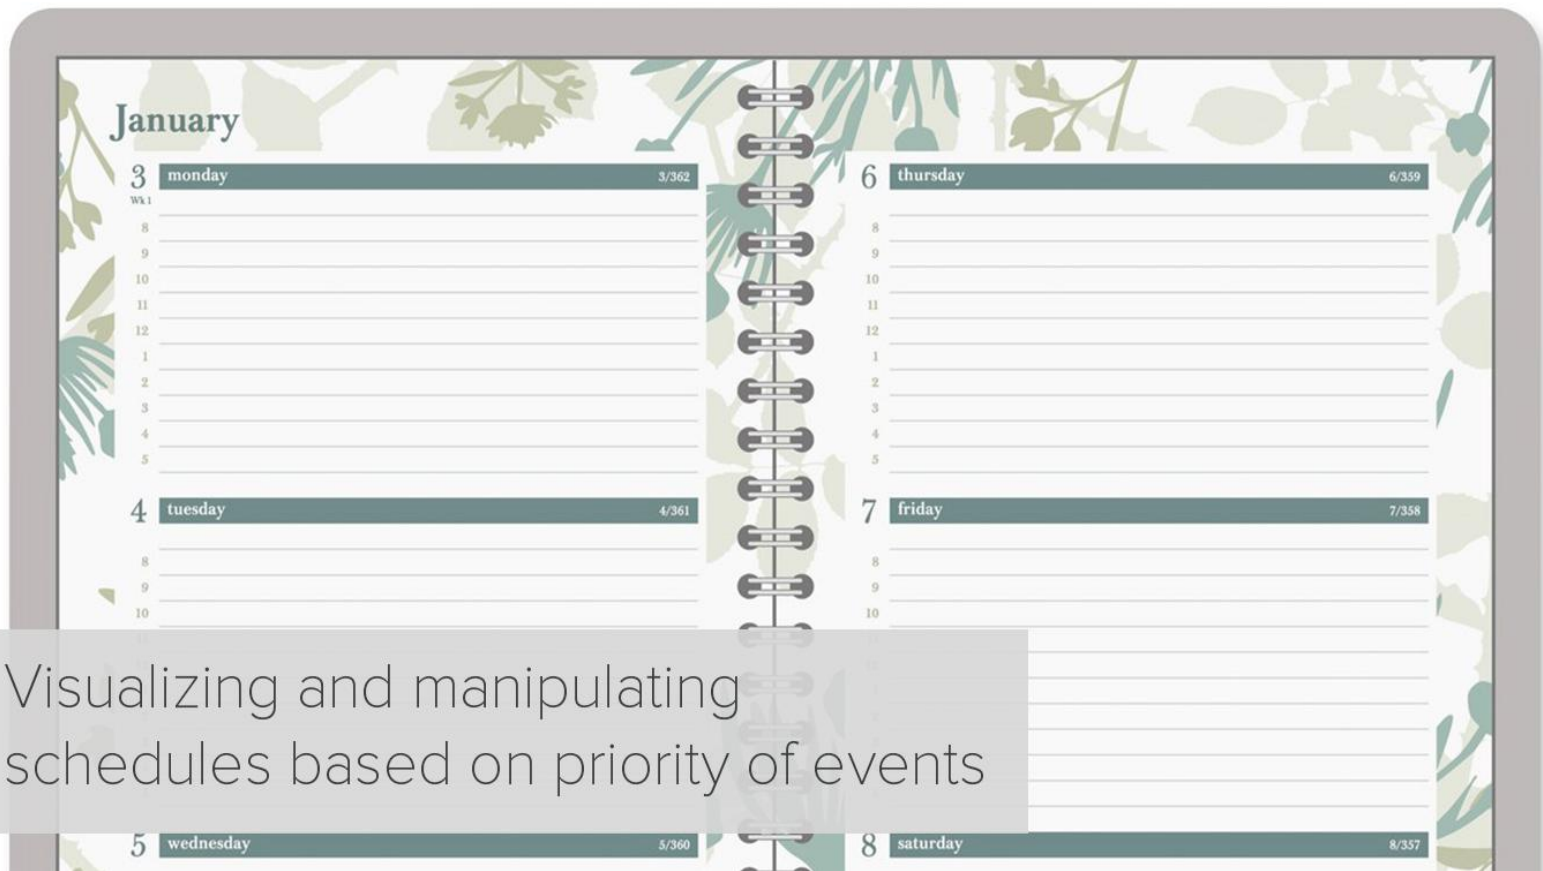 January
3 monday 3/362
Wk 1
8
9
10
11
12
1
2
3
4
5
4 tuesday 4/361
8
9
10
5 wednesday 5/360
6 thursday 6/359
8
9
10
11
12
1
2
3
4
5
7 friday 7/358
8
9
10
8 saturday 8/357
Visualizing and manipulating
schedules based on priority of events